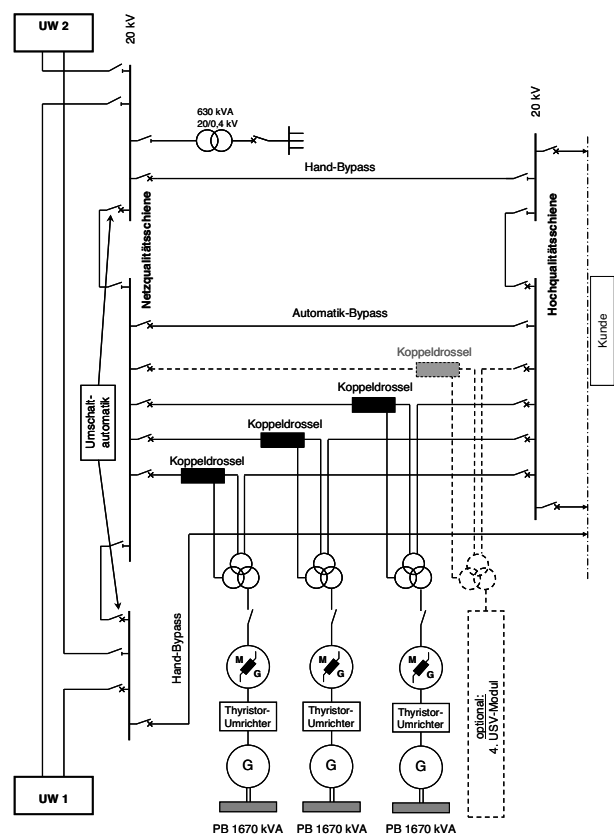 UW 2
20 kV
630 kVA
20/0,4 kV
20 kV
Hand-Bypass
Netzqualitätsschiene
Hochqualitätsschiene
Automatik-Bypass
Kunde
Koppeldrossel
Koppeldrossel
Umschalt-
automatik
Koppeldrossel
Koppeldrossel
Hand-Bypass
M
G
M
G
M
G
optional:
4. USV-Modul
Thyristor-
Umrichter
Thyristor-
Umrichter
Thyristor-
Umrichter
G
G
G
UW 1
PB 1670 kVA
PB 1670 kVA
PB 1670 kVA